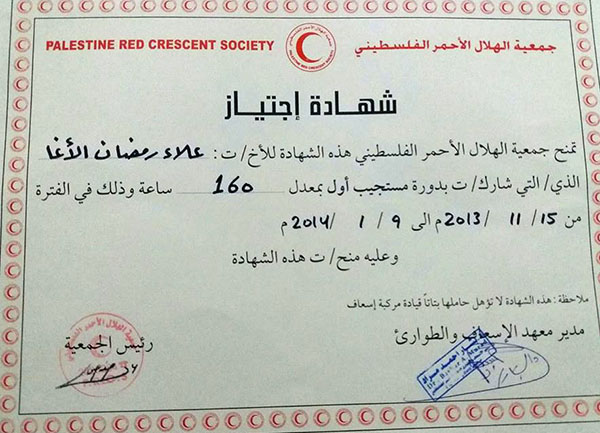 PALESTINE RED CRESCENT SOCIETY جمعية الهلال الأحمر الفلسطيني
شهادة إجتياز
تمنح جمعية الهلال الأحمر الفلسطيني هذه الشهادة للأخ/ ت : علاء رمضان الأغا
الذي/ التي شارك/ ت بدورة مستجيب أول بمعدل 160 ساعة وذلك في الفترة
من 15/ 11 /2013م الى 9 / 1 /2014م
وعليه منح/ ت هذه الشهادة
ملاحظة : هذه الشهادة لا تؤهل حاملها بتاتاً قيادة مركبة إسعاف
مدير معهد الإسعاف والطوارئ
رئيس الجمعية